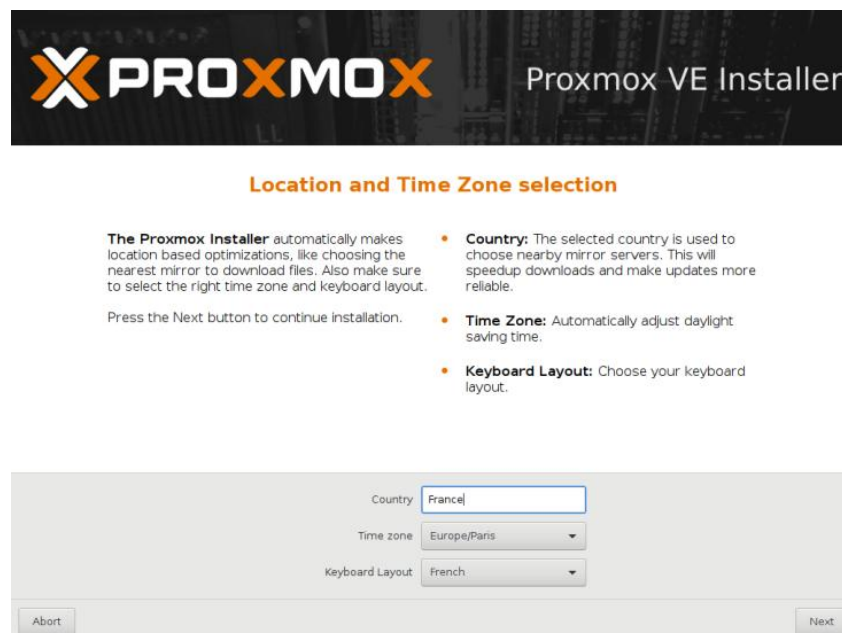 PROXMOX
Proxmox VE Installer
Location and Time Zone selection
The Proxmox Installer automatically makes
location based optimizations, like choosing the
nearest mirror to download files. Also make sure
to select the right time zone and keyboard layout.
Press the Next button to continue installation.
• Country: The selected country is used to
choose nearby mirror servers. This will
speedup downloads and make updates more
reliable.
• Time Zone: Automatically adjust daylight
saving time.
• Keyboard Layout: Choose your keyboard
layout.
Country France
Time zone Europe/Paris
Keyboard Layout French
Abort Next